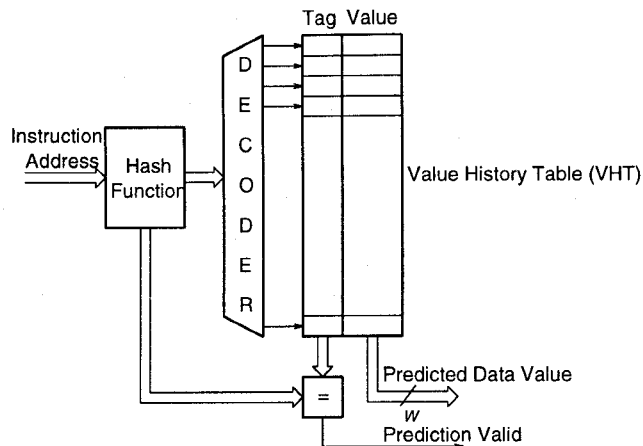 Tag Value
Instruction
Address
Hash
Function
D
E
C
O
D
E
R
Value History Table (VHT)
Predicted Data Value
=
W
Prediction Valid